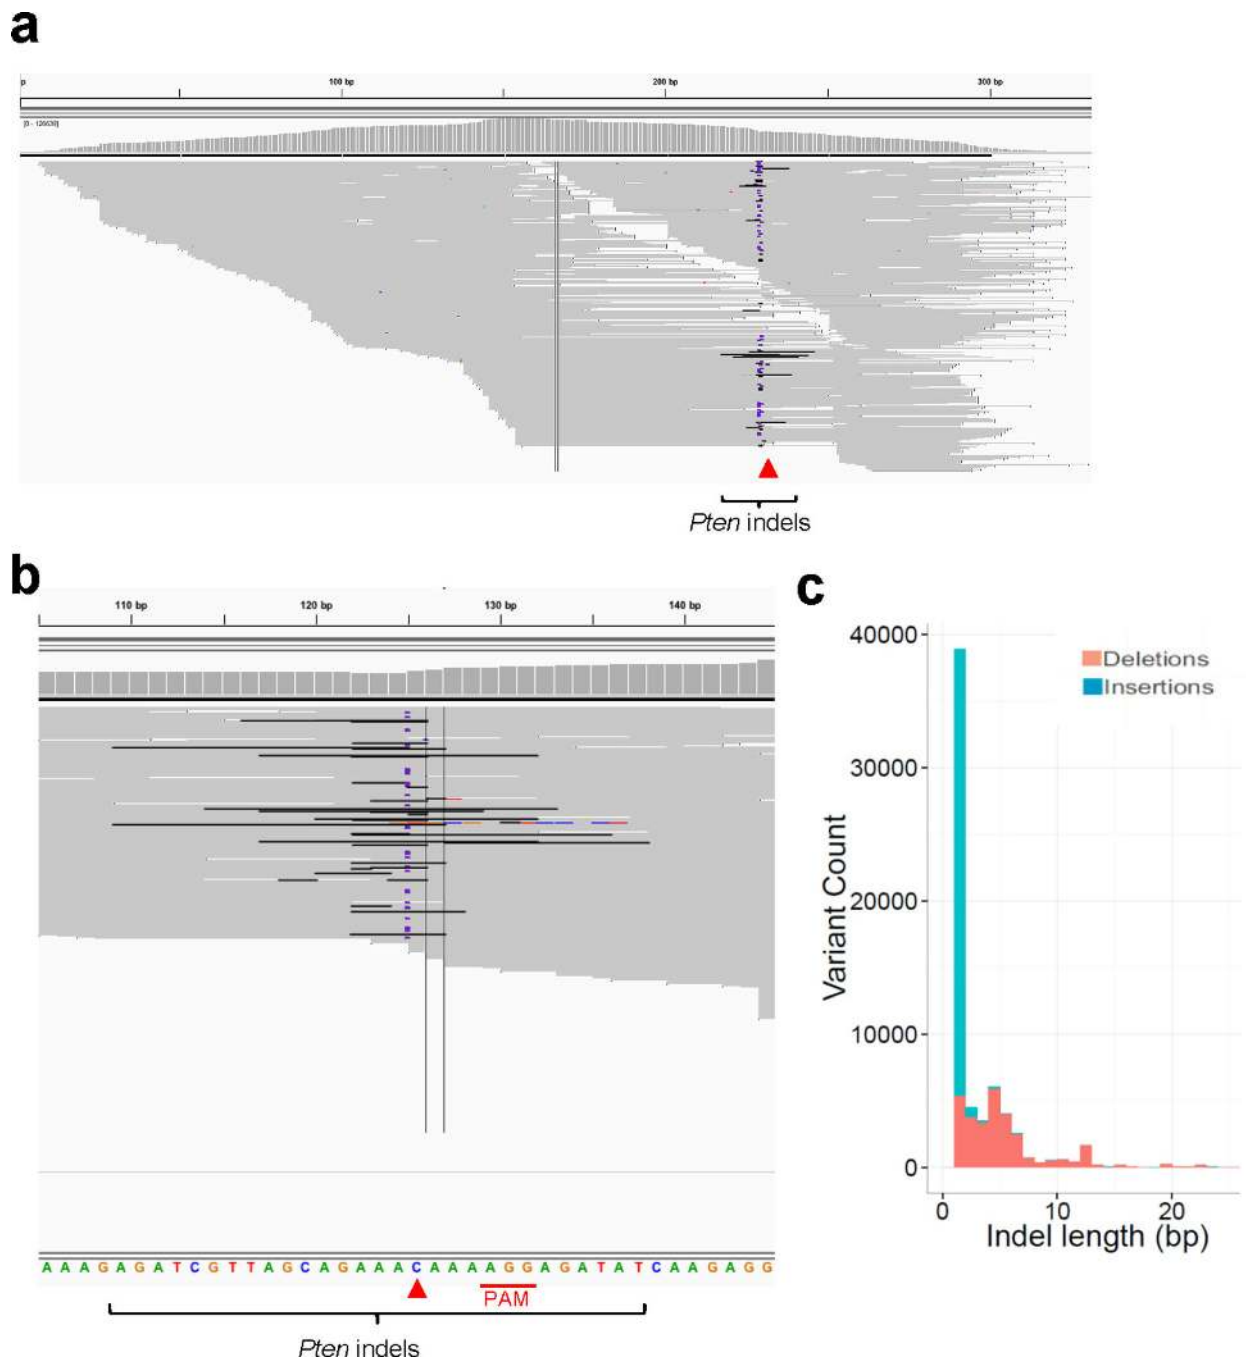 a
p 100 bp 200 bp 300 bp
Pten indels
b
110 bp 120 bp 130 bp 140 bp
AAAGAGATCGTTAGCAGAAACAAAAGGAGATATCAAGAGG
PAM
Pten indels
c
40000
30000
20000
10000
0
Variant Count
Deletions
Insertions
0 10 20
Indel length (bp)